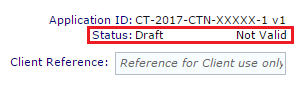 Application ID: CT-2017-CTN-XXXXX-1 v1
Status: Draft Not Valid
Client Reference: Reference for Client use only